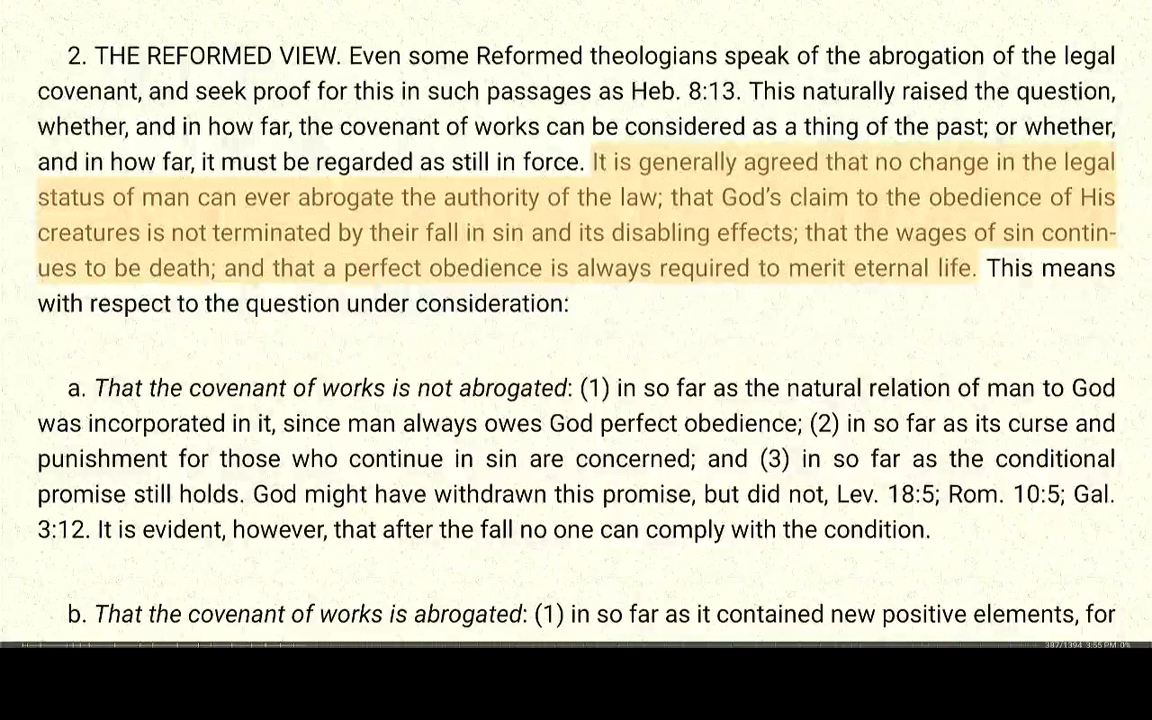 2. THE REFORMED VIEW. Even some Reformed theologians speak of the abrogation of the legal
covenant, and seek proof for this in such passages as Heb. 8:13. This naturally raised the question,
whether, and in how far, the covenant of works can be considered as a thing of the past; or whether,
and in how far, it must be regarded as still in force. It is generally agreed that no change in the legal
status of man can ever abrogate the authority of the law; that God's claim to the obedience of His
creatures is not terminated by their fall in sin and its disabling effects; that the wages of sin contin-
ues to be death; and that a perfect obedience is always required to merit eternal life. This means
with respect to the question under consideration:
a. That the covenant of works is not abrogated: (1) in so far as the natural relation of man to God
was incorporated in it, since man always owes God perfect obedience; (2) in so far as its curse and
punishment for those who continue in sin are concerned; and (3) in so far as the conditional
promise still holds. God might have withdrawn this promise, but did not, Lev. 18:5; Rom. 10:5; Gal.
3:12. It is evident, however, that after the fall no one can comply with the condition.
b. That the covenant of works is abrogated: (1) in so far as it contained new positive elements, for
387/1394 3:55 PM 0%